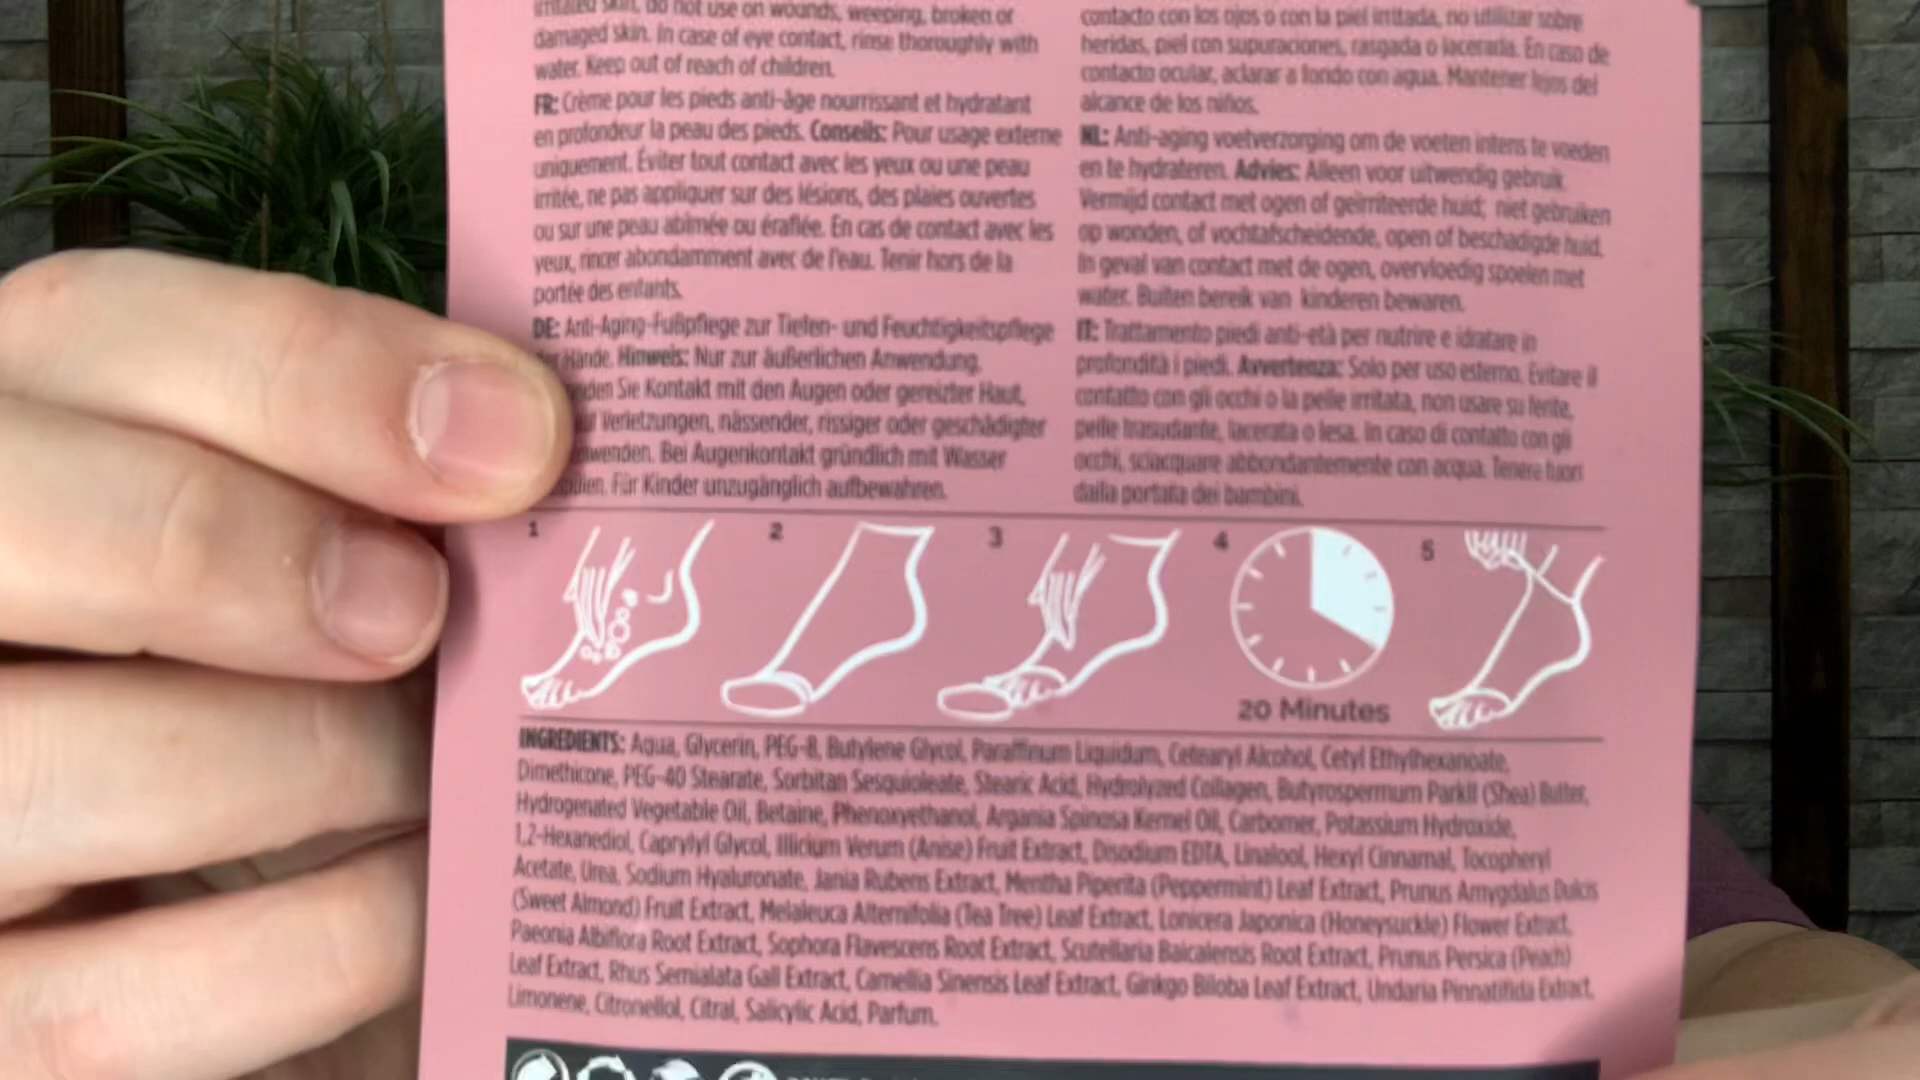 irritated skin, do not use on wounds, weeping, broken or
damaged skin. In case of eye contact, rinse thoroughly with
water. Keep out of reach of children.
FR: Crème pour les pieds anti-âge nourrissant et hydratant
en profondeur la peau des pieds. Conseils: Pour usage externe
uniquement. Éviter tout contact avec les yeux ou une peau
irritée, ne pas appliquer sur des lésions, des plaies ouvertes
ou sur une peau abîmée ou éraflée. En cas de contact avec les
yeux, rincer abondamment avec de l'eau. Tenir hors de la
portée des enfants.
DE: Anti-Aging-Fußpflege zur Tiefen- und Feuchtigkeitspflege
der Hände. Hinweis: Nur zur äußerlichen Anwendung.
Sie Kontakt mit den Augen oder gereizter Haut,
Verletzungen, nässender, rissiger oder geschädigter
Bei Augenkontakt gründlich mit Wasser
Für Kinder unzugänglich aufbewahren.
contacto con los ojos o con la piel irritada, no utilizar sobre
heridas, piel con supuraciones, rasgada o lacerada. En caso de
contacto ocular, aclarar a fondo con agua. Mantener lejos del
alcance de los niños.
NL: Anti-aging voetverzorging om de voeten intens te voeden
en te hydrateren. Advies: Alleen voor uitwendig gebruik.
Vermijd contact met ogen of geïrriteerde huid; niet gebruiken
op wonden, of vochtafscheidende, open of beschadigde huid.
In geval van contact met de ogen, overvloedig spoelen met
water. Buiten bereik van kinderen bewaren.
IT: Trattamento piedi anti-età per nutrire e idratare in
profondità i piedi. Avvertenza: Solo per uso esterno. Evitare il
contatto con gli occhi o la pelle irritata, non usare su ferite,
pelle trasudante, lacerata o lesa. In caso di contatto con gli
occhi, sciacquare abbondantemente con acqua. Tenere fuori
dalla portata dei bambini.
1 2 3 4 5
20 Minutes
INGREDIENTS: Aqua, Glycerin, PEG-8, Butylene Glycol, Paraffinum Liquidum, Cetearyl Alcohol, Cetyl Ethylhexanoate,
Dimethicone, PEG-40 Stearate, Sorbitan Sesquioleate, Stearic Acid, Hydrolyzed Collagen, Butyrospermum Parkii (Shea) Butter,
Hydrogenated Vegetable Oil, Betaine, Phenoxyethanol, Argania Spinosa Kernel Oil, Carbomer, Potassium Hydroxide,
1,2-Hexanediol, Caprylyl Glycol, Illicium Verum (Anise) Fruit Extract, Disodium EDTA, Linalool, Hexyl Cinnamal, Tocopheryl
Acetate, Urea, Sodium Hyaluronate, Jania Rubens Extract, Mentha Piperita (Peppermint) Leaf Extract, Prunus Amygdalus Dulcis
(Sweet Almond) Fruit Extract, Melaleuca Alternifolia (Tea Tree) Leaf Extract, Lonicera Japonica (Honeysuckle) Flower Extract,
Paeonia Albiflora Root Extract, Sophora Flavescens Root Extract, Scutellaria Baicalensis Root Extract, Prunus Persica (Peach)
Leaf Extract, Rhus Semialata Gall Extract, Camellia Sinensis Leaf Extract, Ginkgo Biloba Leaf Extract, Undaria Pinnatifida Extract,
Limonene, Citronellol, Citral, Salicylic Acid, Parfum.